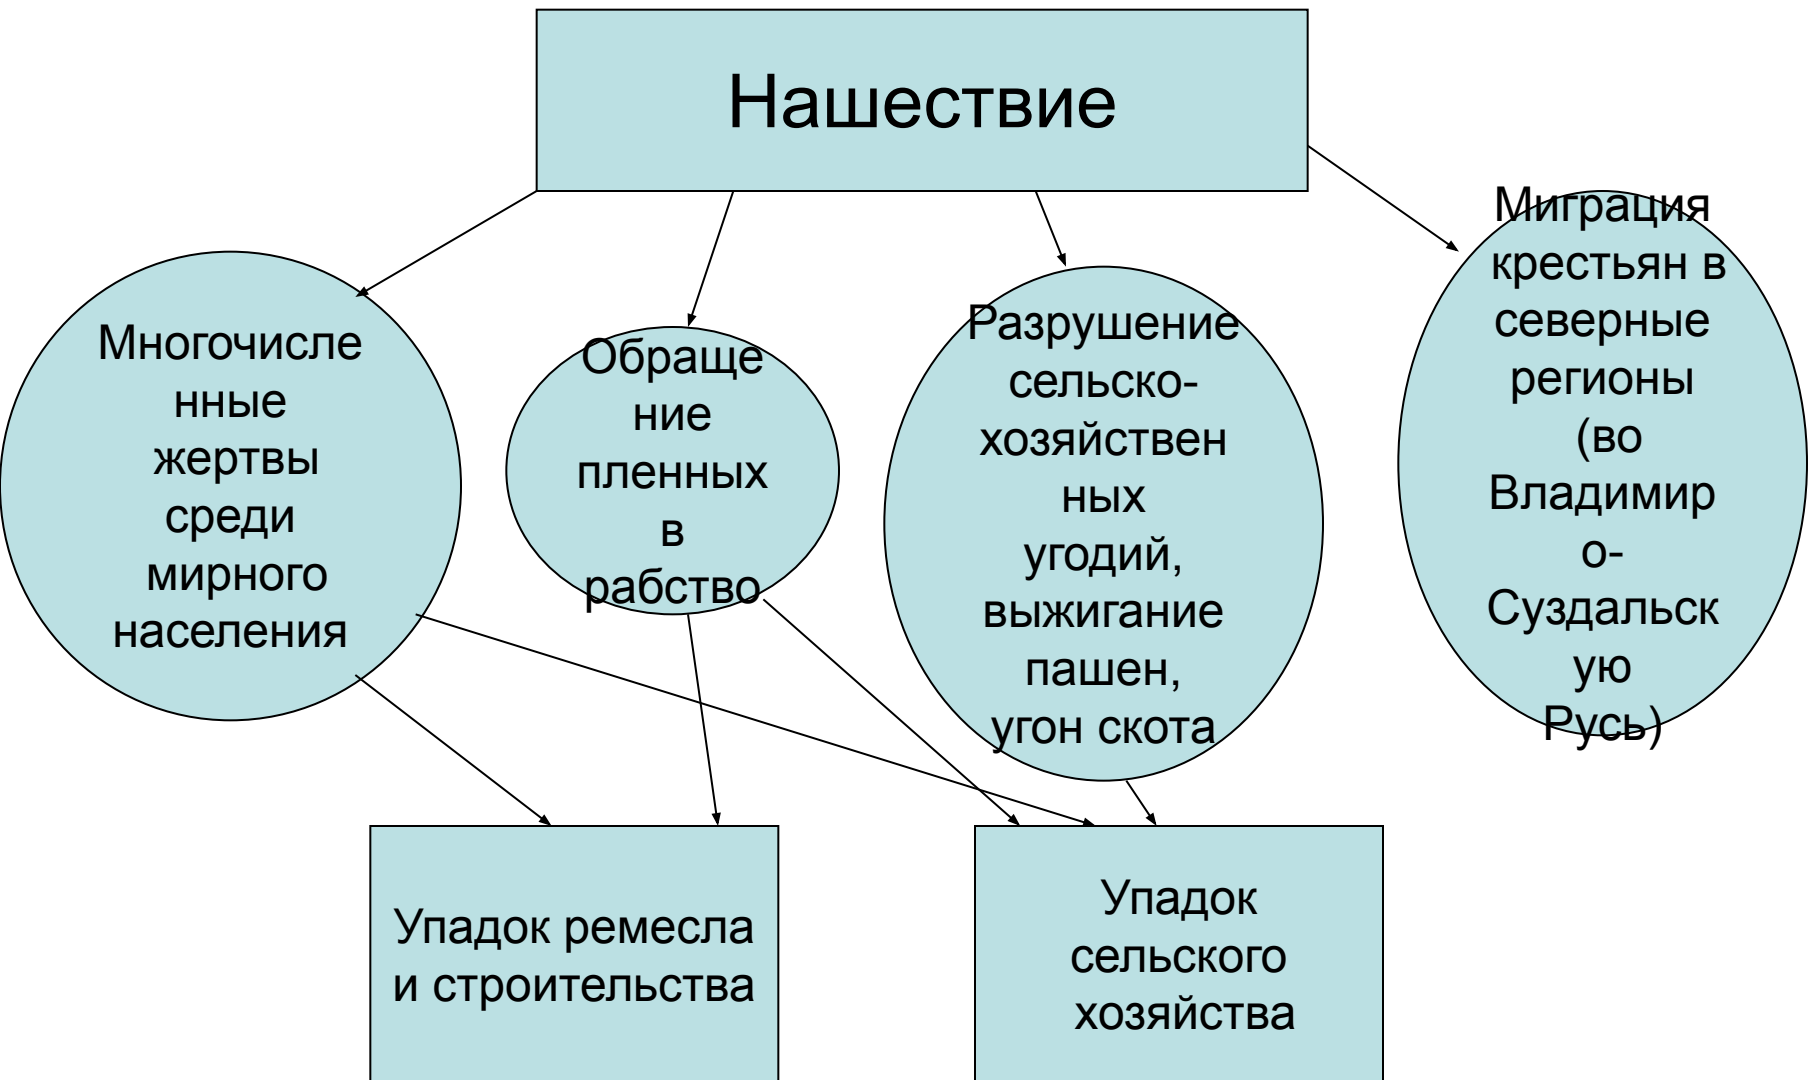 Нашествие
Многочисле
нные
жертвы
среди
мирного
населения
Обраще
ние
пленных
в
рабство
Разрушение
сельско-
хозяйствен
ных
угодий,
выжигание
пашен,
угон скота
Миграция
крестьян в
северные
регионы
(во
Владимир
о-
Суздальск
ую
Русь)
Упадок ремесла
и строительства
Упадок
сельского
хозяйства